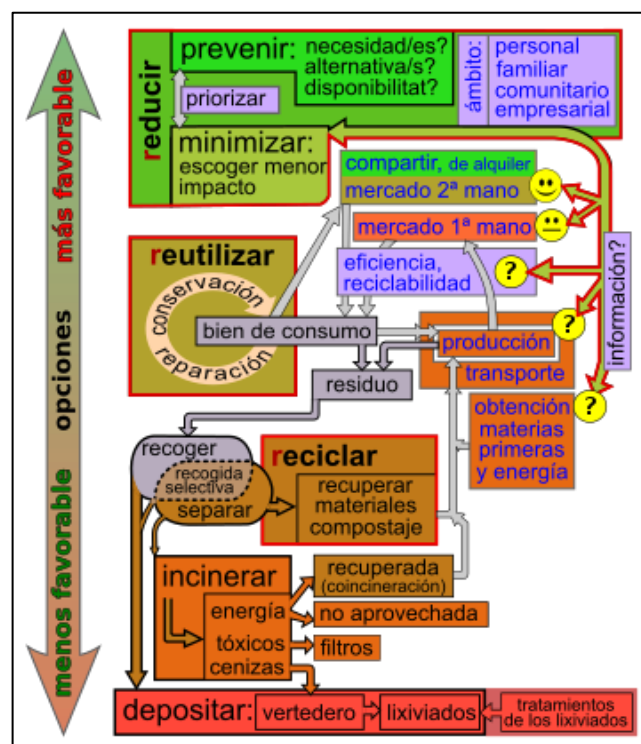 más favorable
opciones
menos favorable
reducir
prevenir:
necesidad/es?
alternativa/s?
disponibilitat?
ámbito:
personal
familiar
comunitario
empresarial
priorizar
minimizar:
escoger menor
impacto
compartir, de alquiler
mercado 2ª mano
mercado 1ª mano
eficiencia,
reciclabilidad
?
información?
reutilizar
conservación
reparación
bien de consumo
producción
?
transporte
residuo
obtención
materias
primeras
y energía
?
recoger
recogida
selectiva
separar
reciclar
recuperar
materiales
compostaje
incinerar
energía
tóxicos
cenizas
recuperada
(coincineración)
no aprovechada
filtros
depositar:
vertedero
lixiviados
tratamientos
de los lixiviados